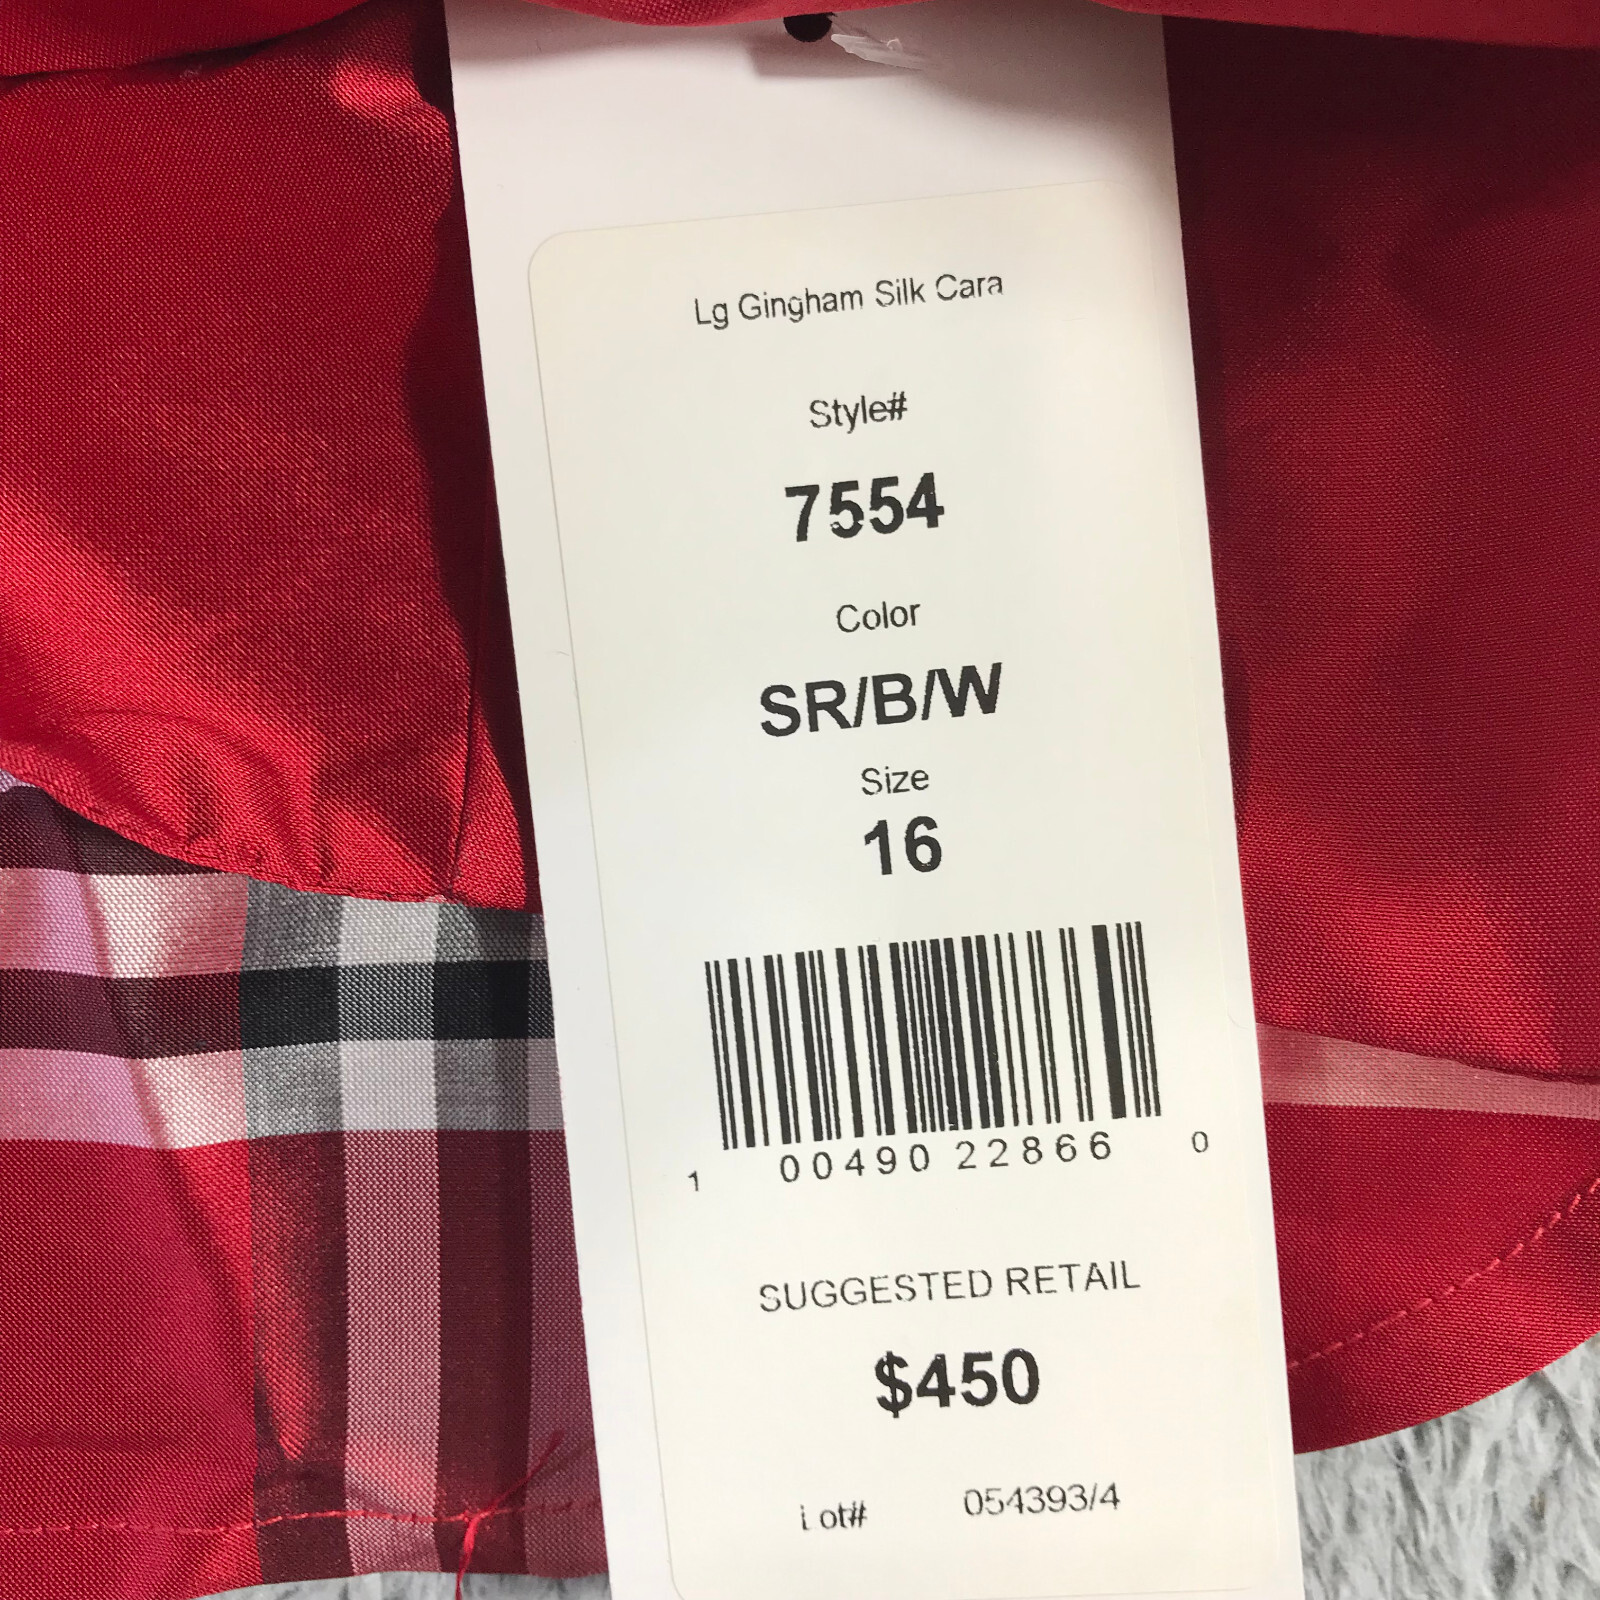 Lg Gingham Silk Cara
Style#
7554
Color
SR/B/W
Size
16
1 00490 22866 0
SUGGESTED RETAIL
$450
Lot# 054393/4